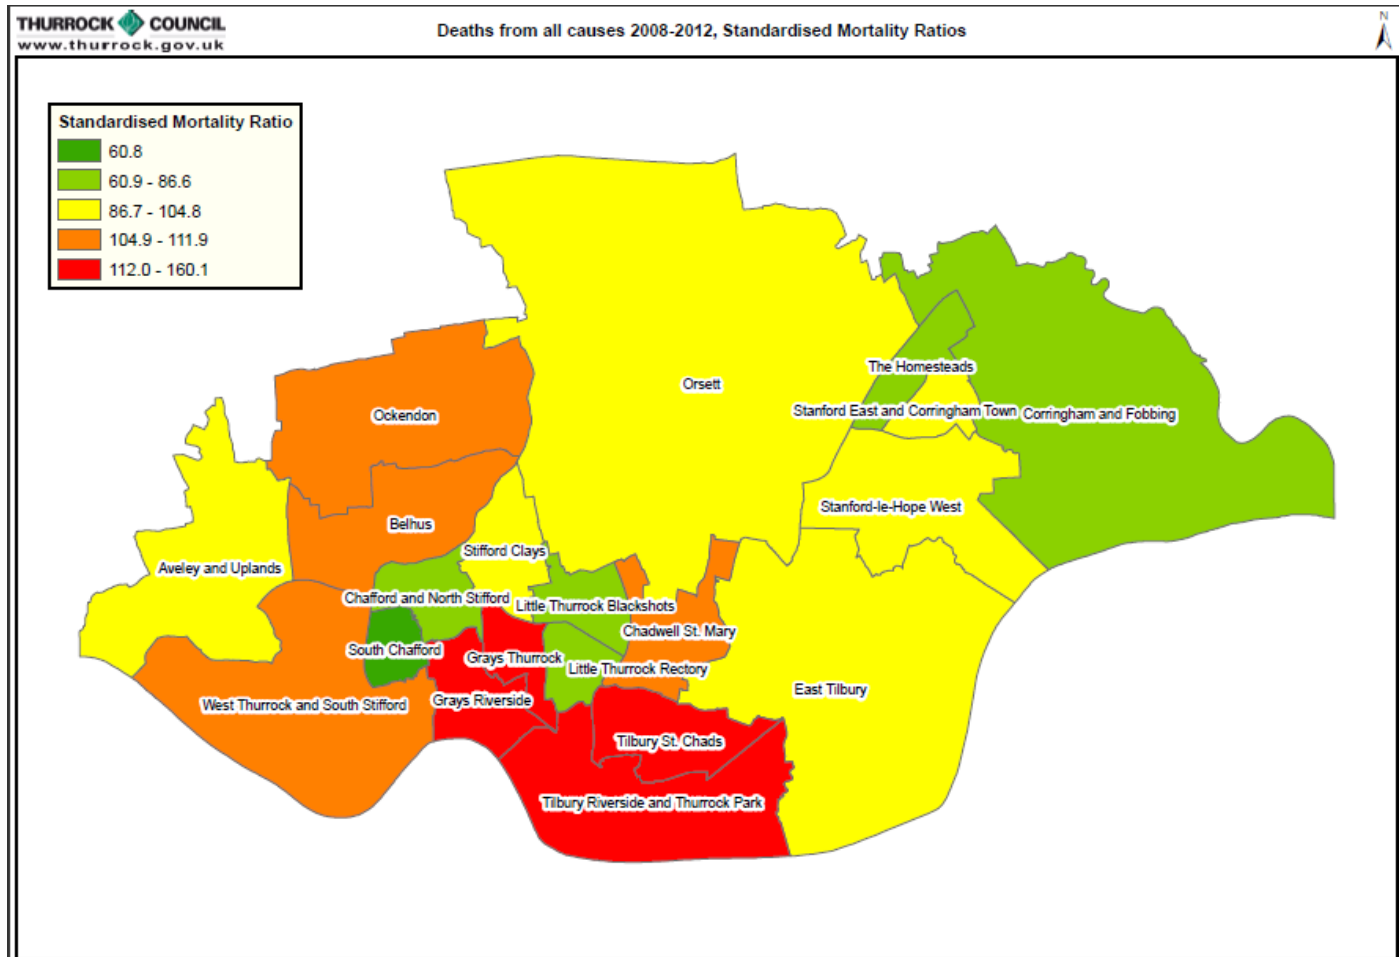 THURROCK COUNCIL
www.thurrock.gov.uk
Deaths from all causes 2008-2012, Standardised Mortality Ratios
N
Standardised Mortality Ratio
60.8
60.9 - 86.6
86.7 - 104.8
104.9 - 111.9
112.0 - 160.1
The Homesteads
Orsett
Stanford East and Corringham Town
Corringham and Fobbing
Ockendon
Stanford-le-Hope West
Belhus
Stifford Clays
Aveley and Uplands
Chafford and North Stifford
Little Thurrock Blackshots
Chadwell St. Mary
South Chafford
Grays Thurrock
Little Thurrock Rectory
East Tilbury
West Thurrock and South Stifford
Grays Riverside
Tilbury St. Chads
Tilbury Riverside and Thurrock Park